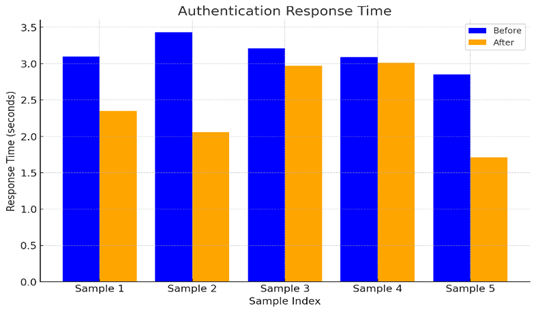 Authentication Response Time
Before
After
Response Time (seconds)
3.5
3.0
2.5
2.0
1.5
1.0
0.5
0.0
Sample 1 Sample 2 Sample 3 Sample 4 Sample 5
Sample Index